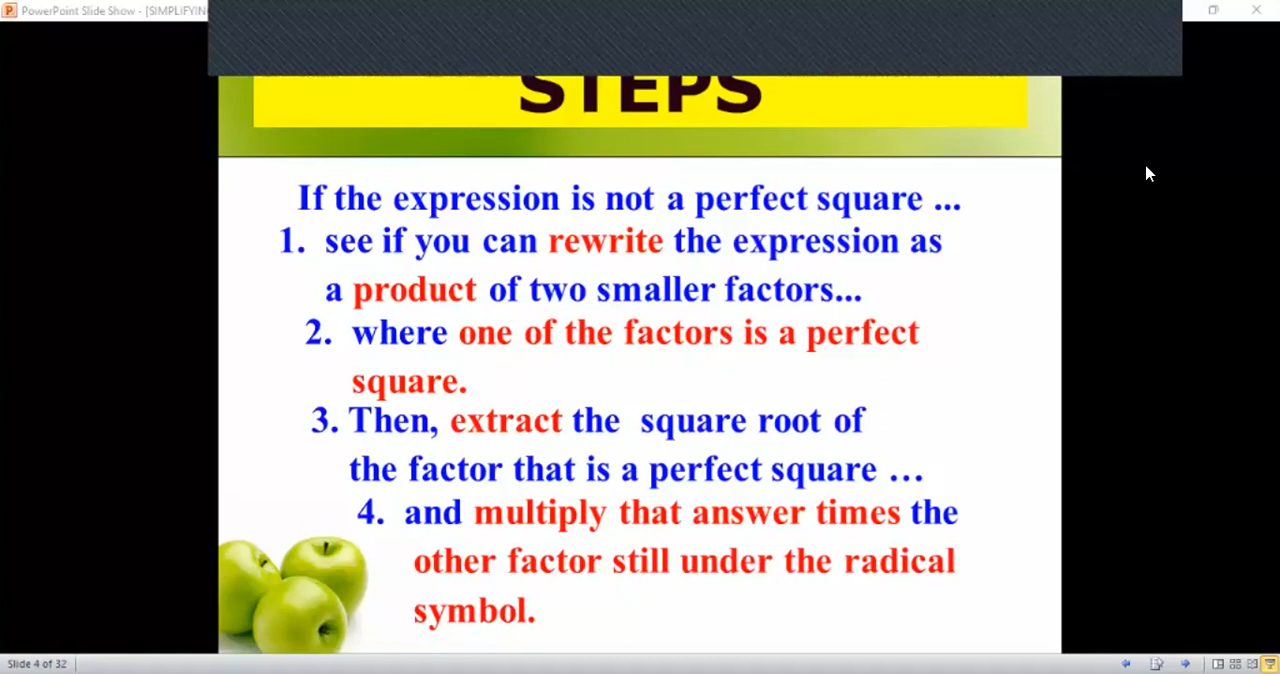 PowerPoint Slide Show - [SIMPLIFYIN
STEPS
If the expression is not a perfect square ...
1. see if you can rewrite the expression as
a product of two smaller factors...
2. where one of the factors is a perfect
square.
3. Then, extract the square root of
the factor that is a perfect square …
4. and multiply that answer times the
other factor still under the radical
symbol.
Slide 4 of 32